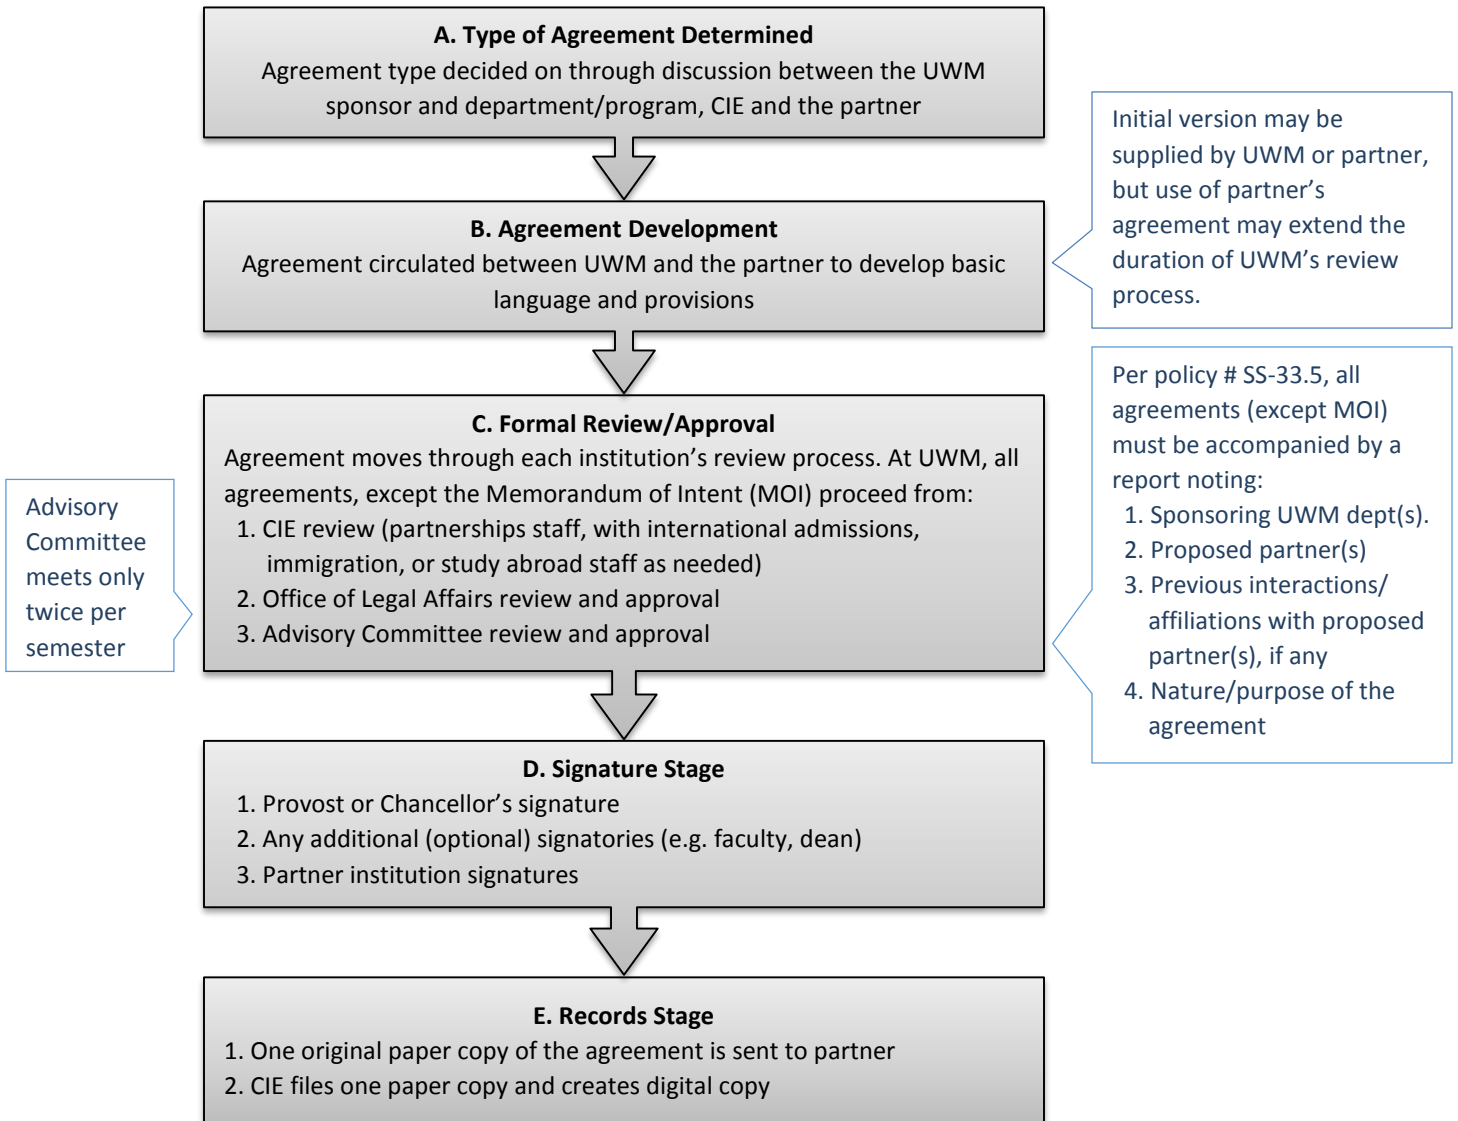 A. Type of Agreement Determined
Agreement type decided on through discussion between the UWM
sponsor and department/program, CIE and the partner
Initial version may be
supplied by UWM or partner,
but use of partner’s
agreement may extend the
duration of UWM’s review
process.
B. Agreement Development
Agreement circulated between UWM and the partner to develop basic
language and provisions
C. Formal Review/Approval
Agreement moves through each institution’s review process. At UWM, all
agreements, except the Memorandum of Intent (MOI) proceed from:
1. CIE review (partnerships staff, with international admissions,
immigration, or study abroad staff as needed)
2. Office of Legal Affairs review and approval
3. Advisory Committee review and approval
Advisory
Committee
meets only
twice per
semester
Per policy # SS-33.5, all
agreements (except MOI)
must be accompanied by a
report noting:
1. Sponsoring UWM dept(s).
2. Proposed partner(s)
3. Previous interactions/
affiliations with proposed
partner(s), if any
4. Nature/purpose of the
agreement
D. Signature Stage
1. Provost or Chancellor’s signature
2. Any additional (optional) signatories (e.g. faculty, dean)
3. Partner institution signatures
E. Records Stage
1. One original paper copy of the agreement is sent to partner
2. CIE files one paper copy and creates digital copy